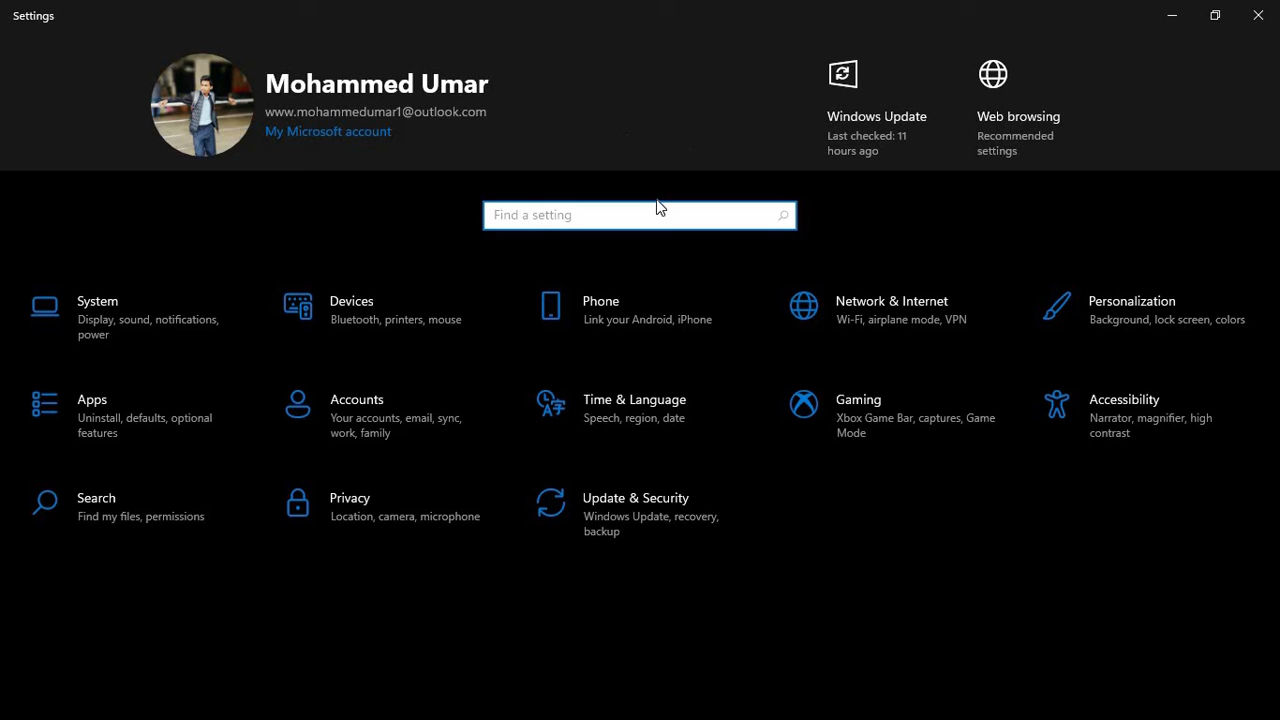 Settings
Mohammed Umar
www.mohammedumar1@outlook.com
My Microsoft account
Windows Update
Last checked: 11
hours ago
Web browsing
Recommended
settings
Find a setting
System
Display, sound, notifications,
power
Devices
Bluetooth, printers, mouse
Phone
Link your Android, iPhone
Network & Internet
Wi-Fi, airplane mode, VPN
Personalization
Background, lock screen, colors
Apps
Uninstall, defaults, optional
features
Accounts
Your accounts, email, sync,
work, family
Time & Language
Speech, region, date
Gaming
Xbox Game Bar, captures, Game
Mode
Accessibility
Narrator, magnifier, high
contrast
Search
Find my files, permissions
Privacy
Location, camera, microphone
Update & Security
Windows Update, recovery,
backup